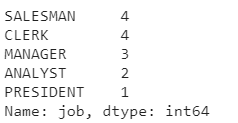 SALESMAN     4
CLERK        4
MANAGER      3
ANALYST      2
PRESIDENT    1
Name: job, dtype: int64